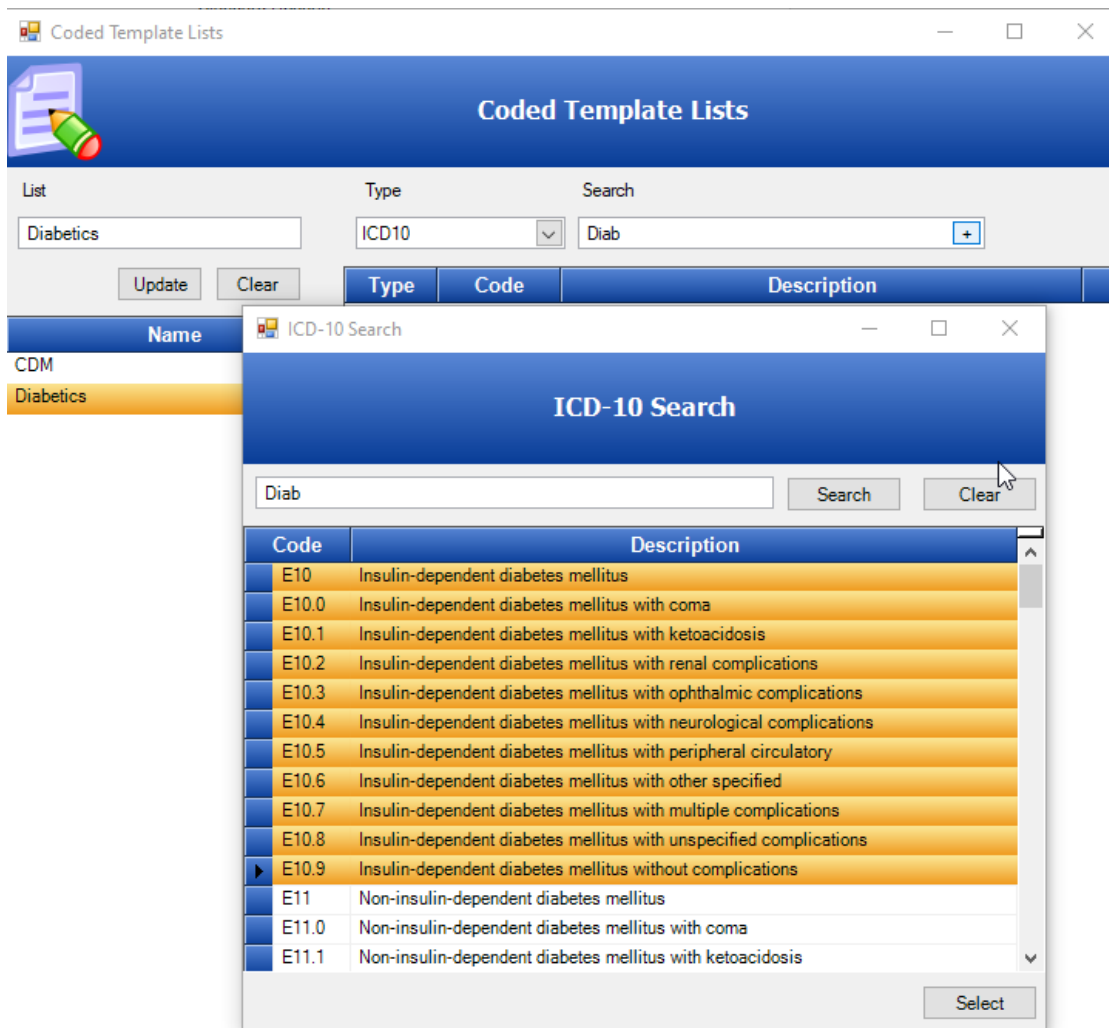 Coded Template Lists
Coded Template Lists
List Type Search
Diabetics ICD10 Diab +
Update Clear Type Code Description
Name
CDM
Diabetics
ICD-10 Search
ICD-10 Search
Diab Search Clear
Code Description
E10 Insulin-dependent diabetes mellitus
E10.0 Insulin-dependent diabetes mellitus with coma
E10.1 Insulin-dependent diabetes mellitus with ketoacidosis
E10.2 Insulin-dependent diabetes mellitus with renal complications
E10.3 Insulin-dependent diabetes mellitus with ophthalmic complications
E10.4 Insulin-dependent diabetes mellitus with neurological complications
E10.5 Insulin-dependent diabetes mellitus with peripheral circulatory
E10.6 Insulin-dependent diabetes mellitus with other specified
E10.7 Insulin-dependent diabetes mellitus with multiple complications
E10.8 Insulin-dependent diabetes mellitus with unspecified complications
E10.9 Insulin-dependent diabetes mellitus without complications
E11 Non-insulin-dependent diabetes mellitus
E11.0 Non-insulin-dependent diabetes mellitus with coma
E11.1 Non-insulin-dependent diabetes mellitus with ketoacidosis
Select